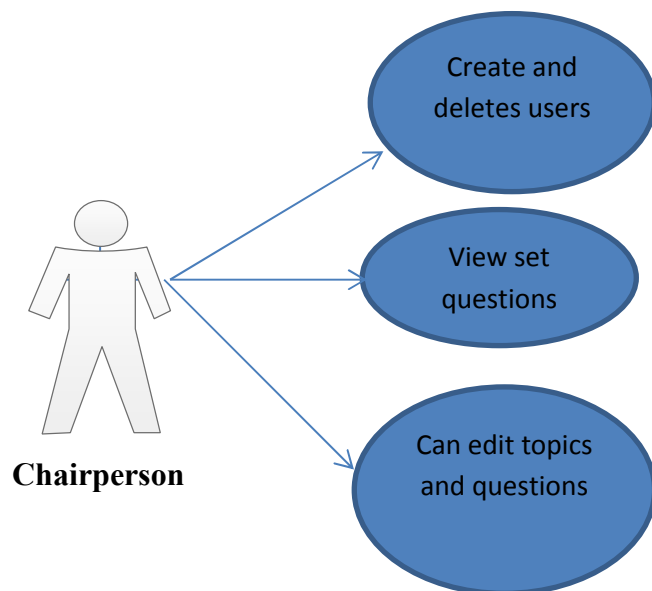 Create and
deletes users
View set
questions
Can edit topics
and questions
Chairperson